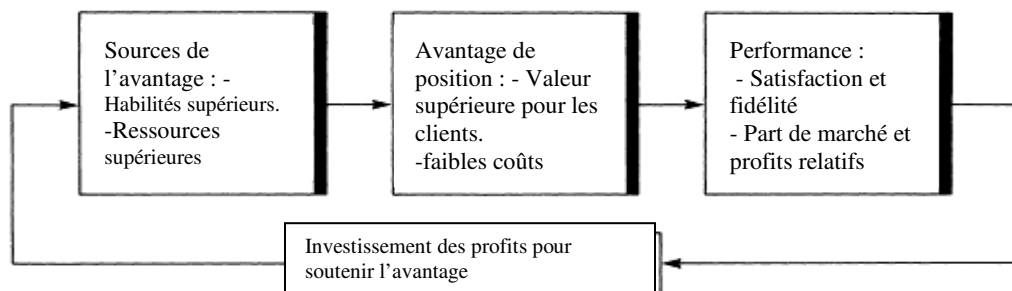 Sources de
l’avantage : -
Habilités supérieurs.
-Ressources
supérieures
Avantage de
position : - Valeur
supérieure pour les
clients.
-faibles coûts
Performance :
- Satisfaction et
fidélité
- Part de marché et
profits relatifs
Investissement des profits pour
soutenir l’avantage